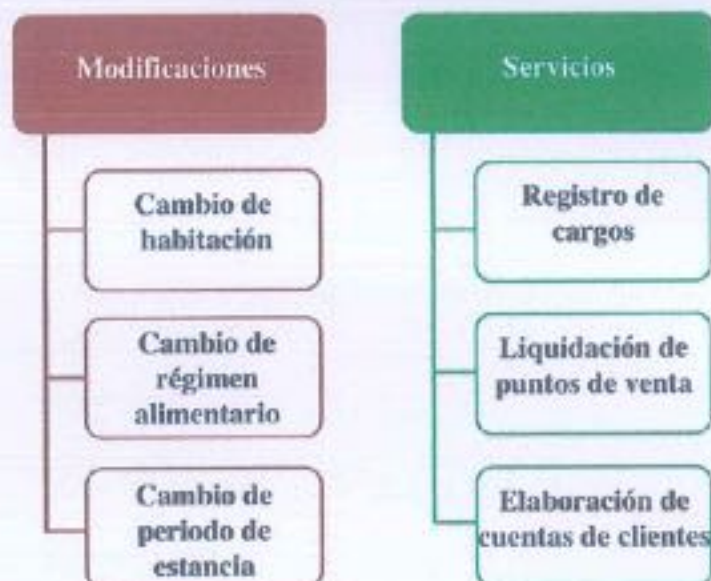 Modificaciones
Cambio de
habitación
Cambio de
régimen
alimentario
Cambio de
periodo de
estancia
Servicios
Registro de
cargos
Liquidación de
puntos de venta
Elaboración de
cuentas de clientes